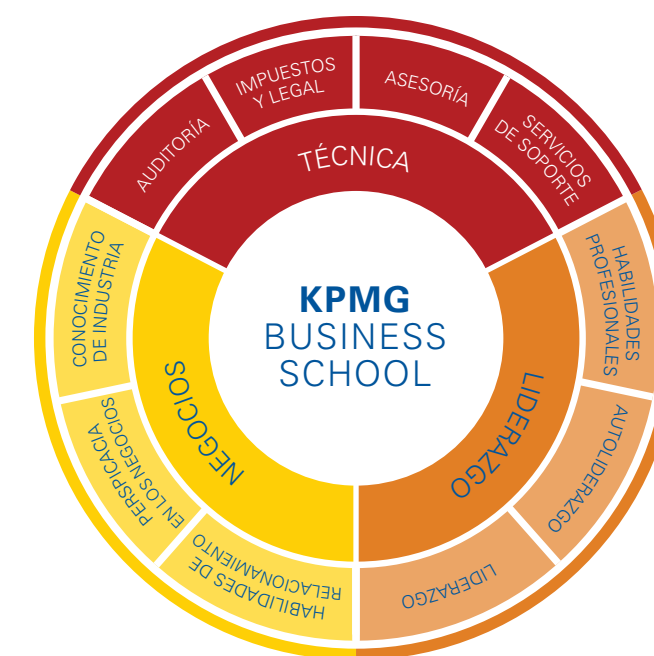 KPMG
BUSINESS
SCHOOL
TÉCNICA
AUDITORÍA
IMPUESTOS
Y LEGAL
ASESORÍA
SERVICIOS
DE SOPORTE
LIDERAZGO
HABILIDADES
PROFESIONALES
AUTOLIDERAZGO
LIDERAZGO
NEGOCIOS
HABILIDADES DE
RELACIONAMIENTO
PERSPICACIA
EN LOS NEGOCIOS
CONOCIMIENTO
DE INDUSTRIA